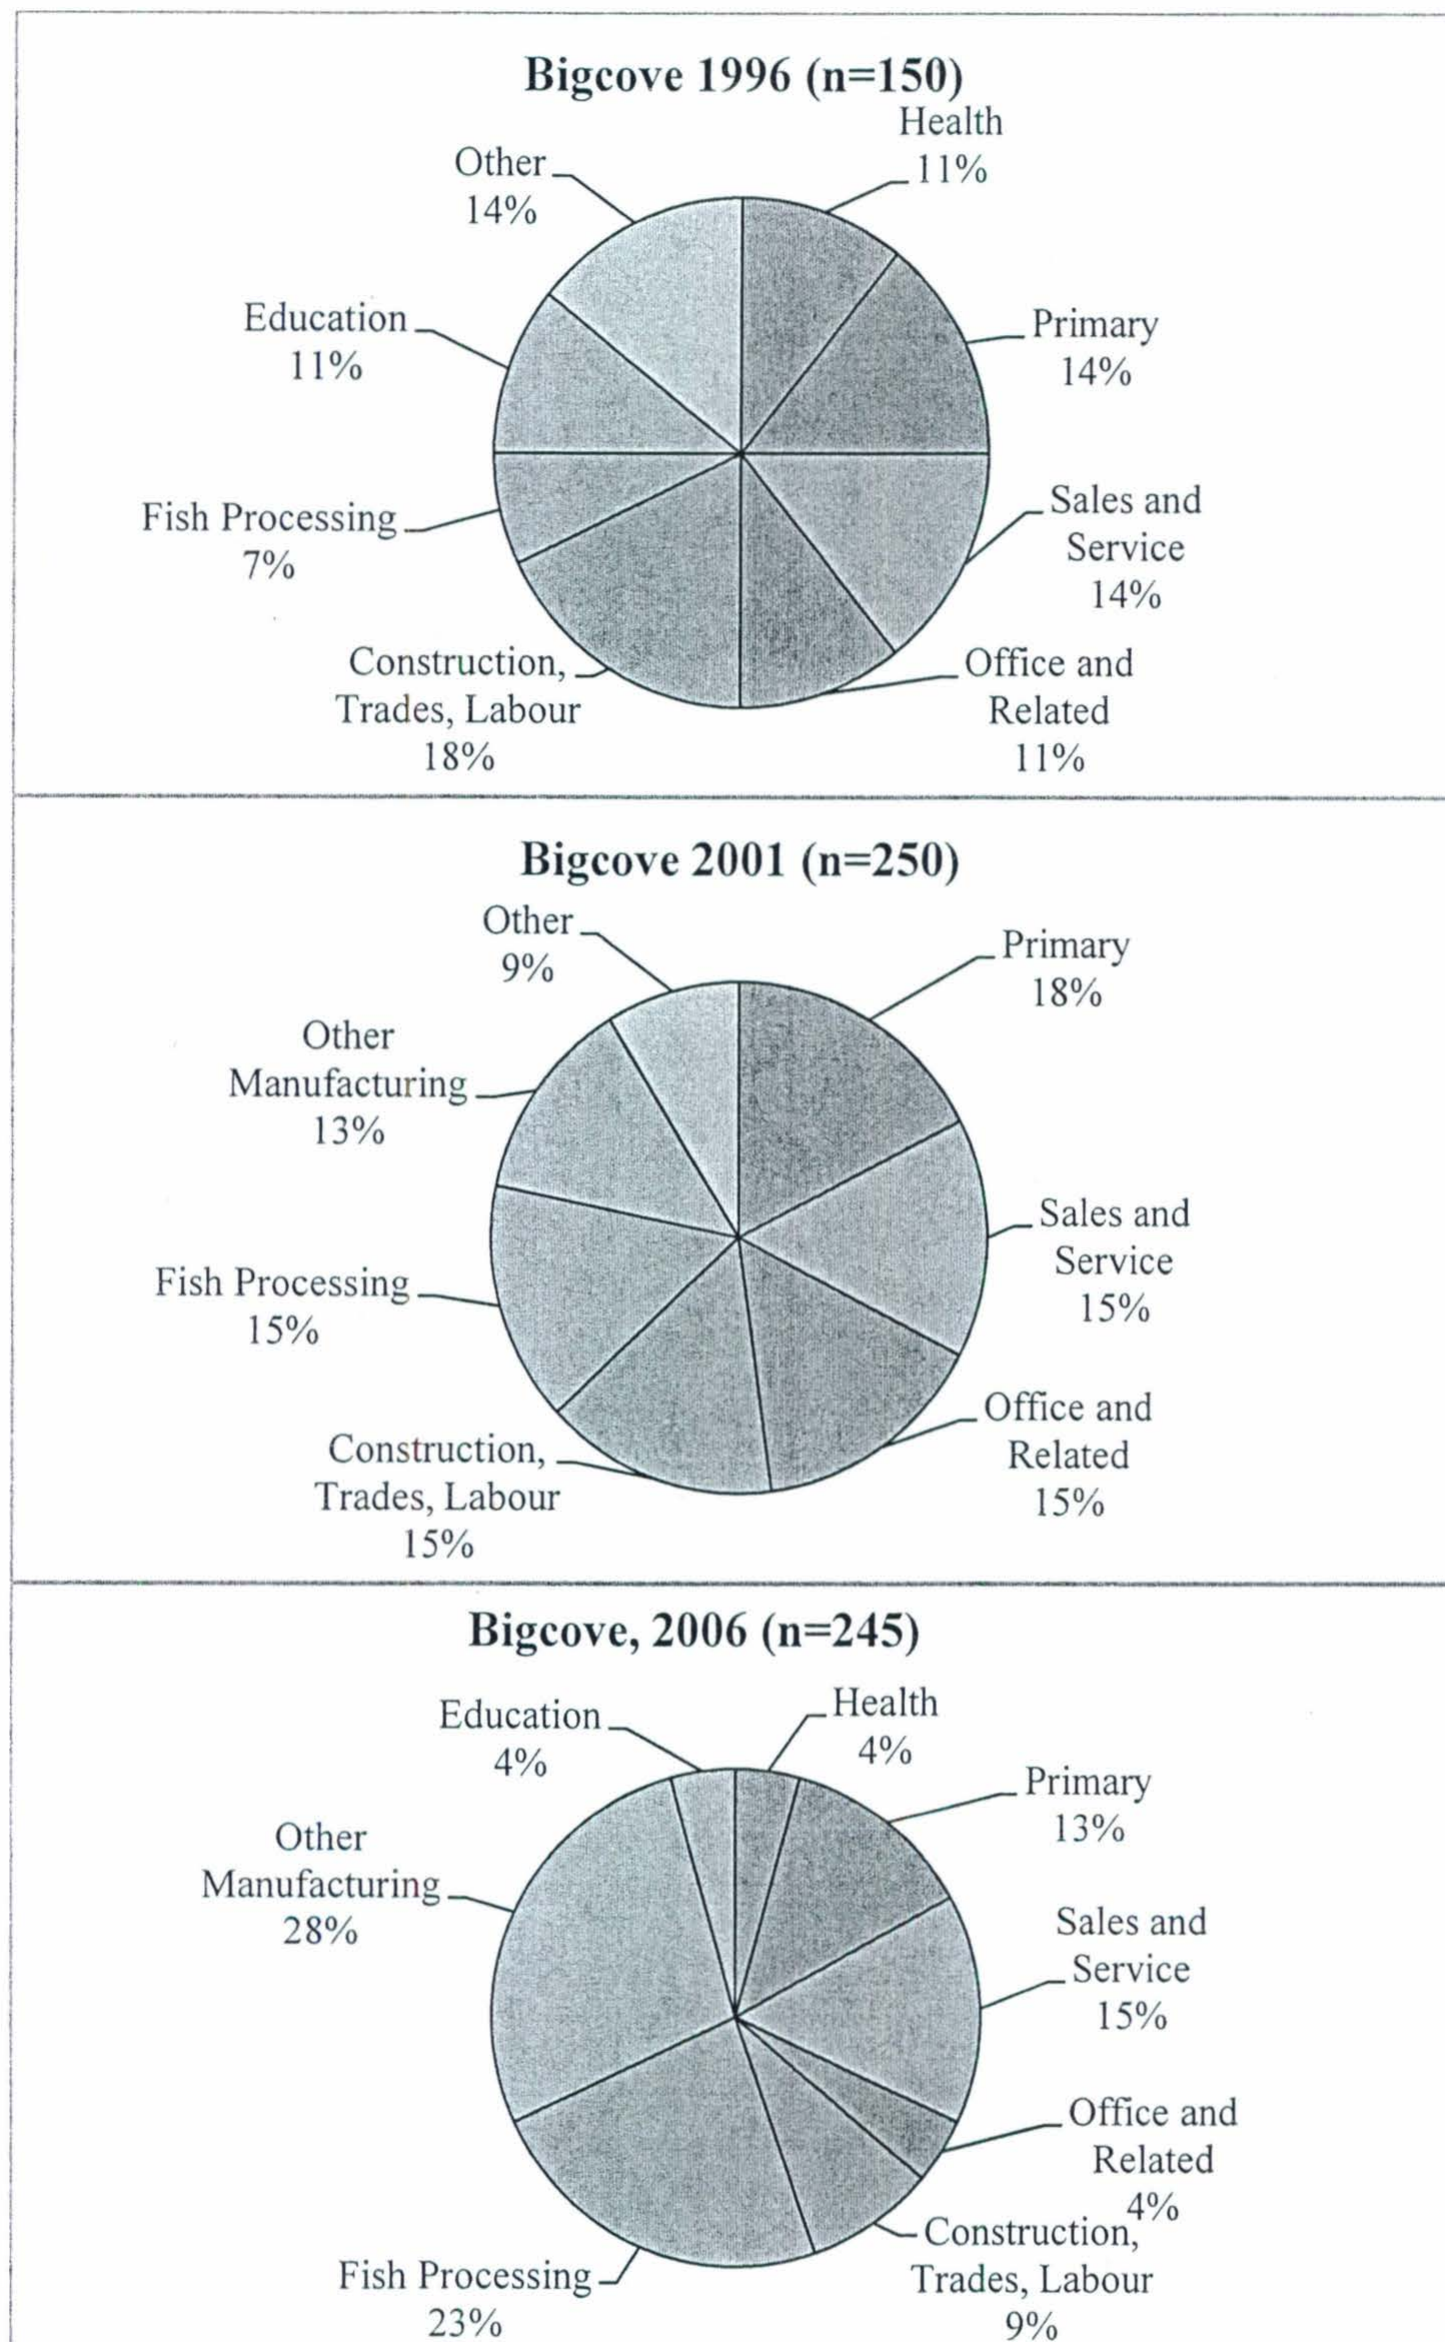 Bigcove 1996 (n=150)
Health
11%
Other
14%
Primary
14%
Education
11%
Sales and
Service
14%
Fish Processing
7%
Office and
Related
11%
Construction,
Trades, Labour
18%
Bigcove 2001 (n=250)
Other
9%
Primary
18%
Other
Manufacturing
13%
Sales and
Service
15%
Fish Processing
15%
Office and
Related
15%
Construction,
Trades, Labour
15%
Bigcove, 2006 (n=245)
Education
4%
Health
4%
Primary
13%
Other
Manufacturing
28%
Sales and
Service
15%
Office and
Related
4%
Construction,
Trades, Labour
9%
Fish Processing
23%